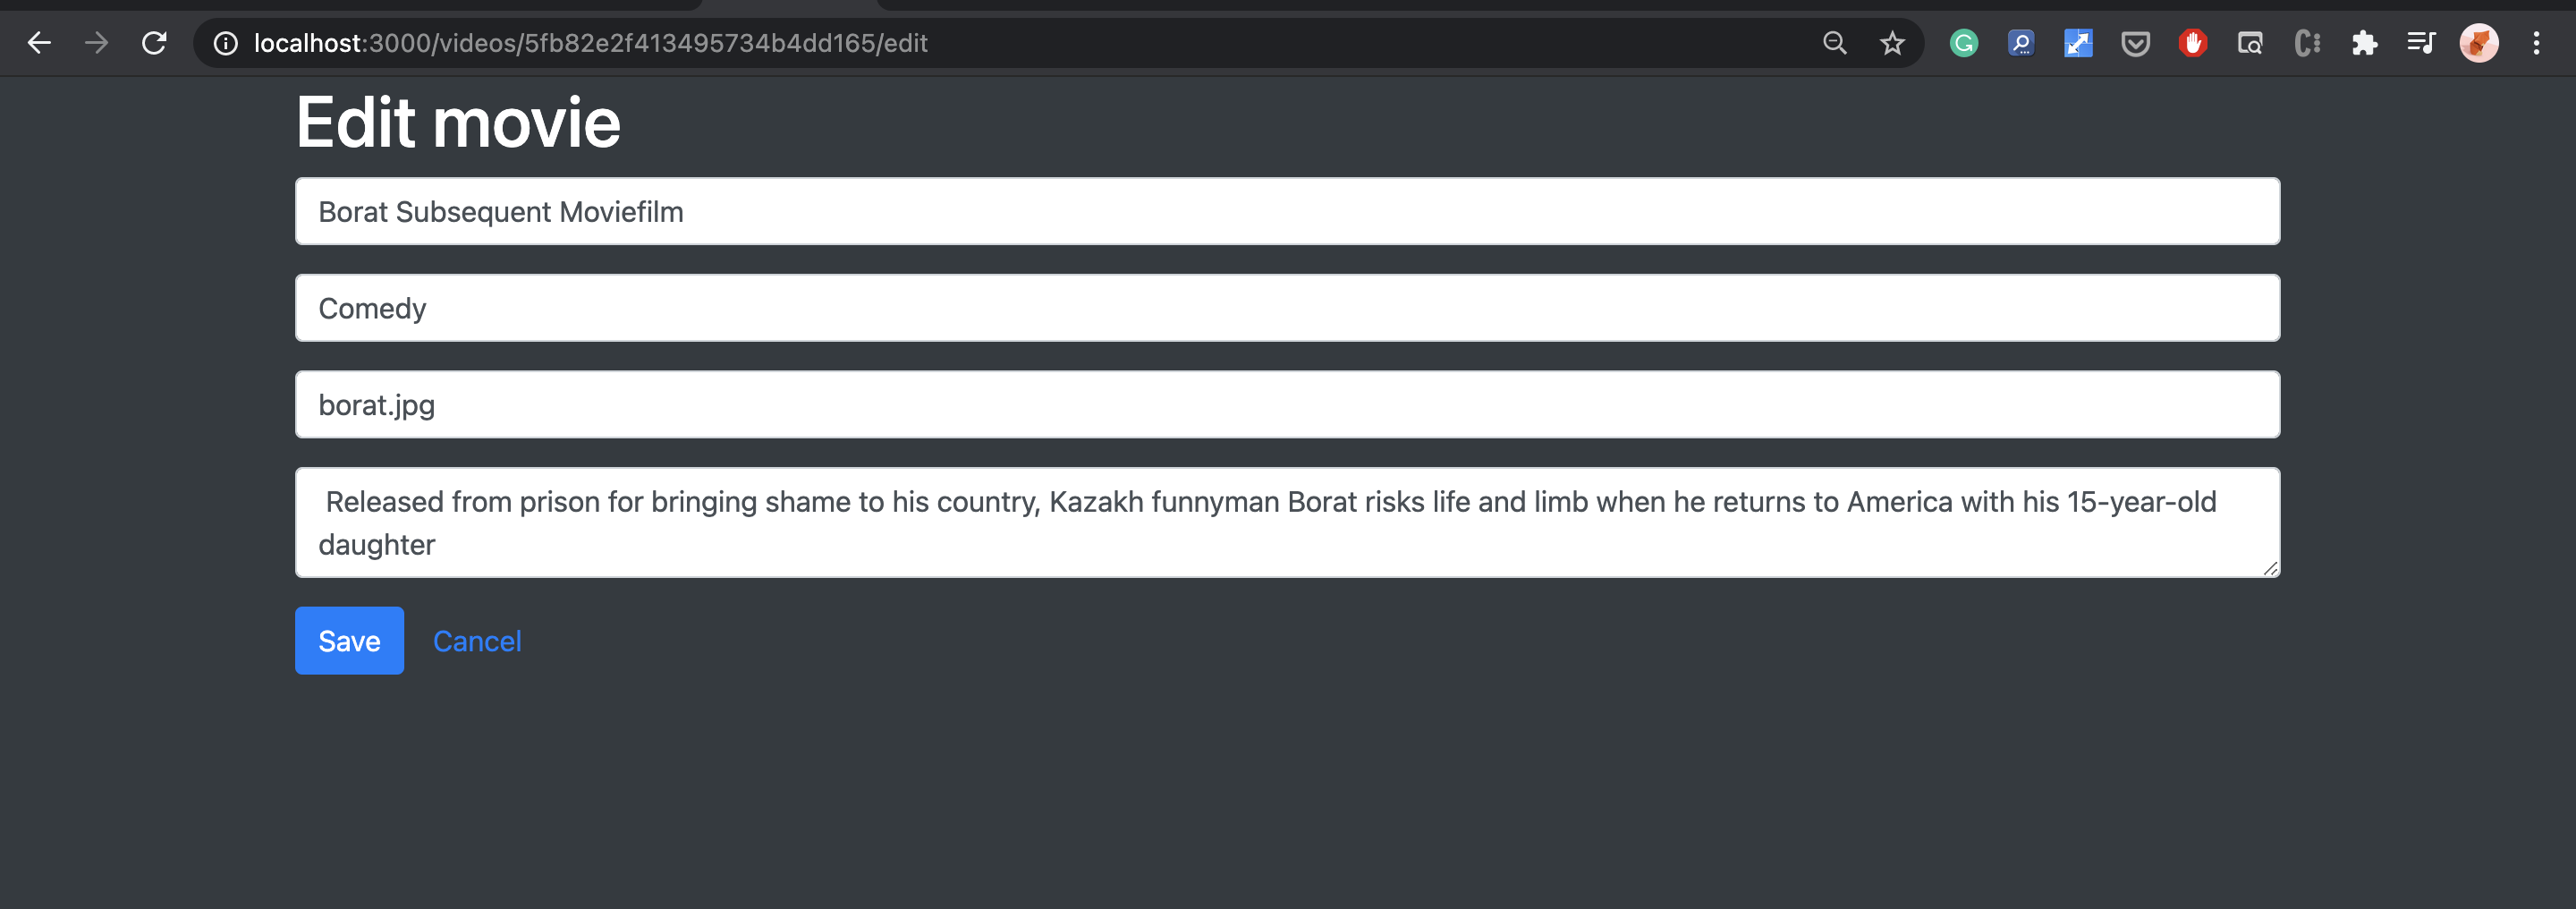 localhost:3000/videos/5fb82e2f413495734b4dd165/edit
Edit movie
Borat Subsequent Moviefilm
Comedy
borat.jpg
Released from prison for bringing shame to his country, Kazakh funnyman Borat risks life and limb when he returns to America with his 15-year-old
daughter
Save Cancel